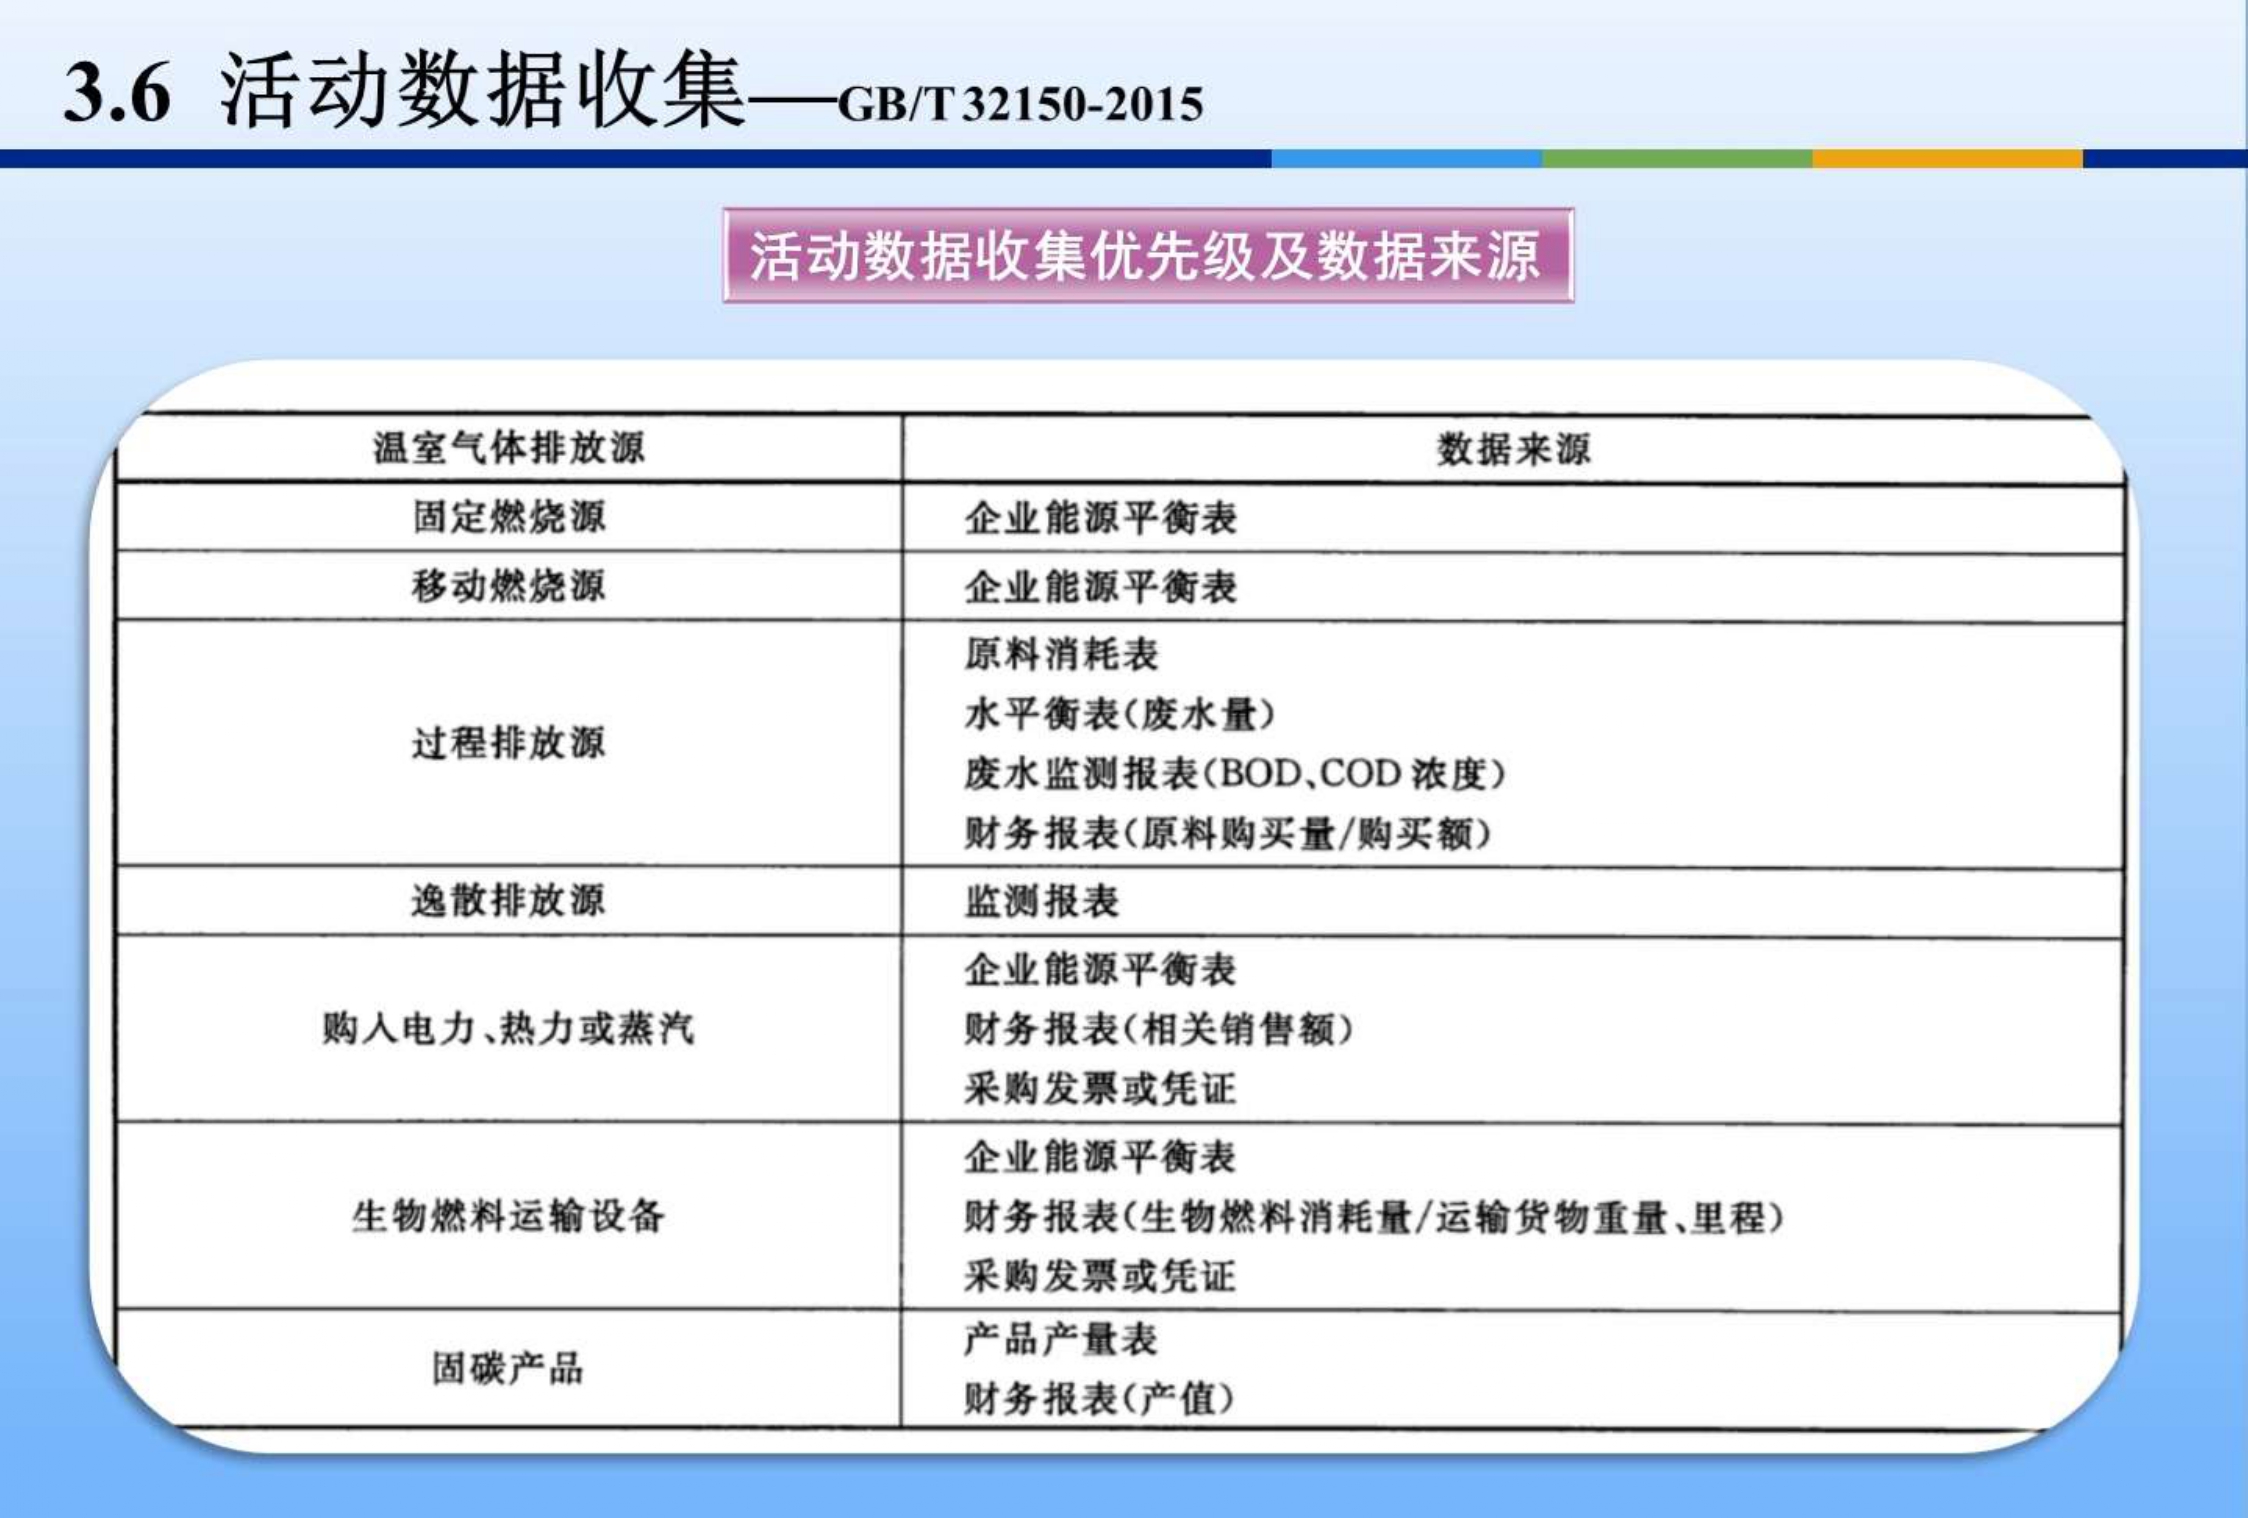 3.6 活动数据收集——GB/T 32150-2015
活动数据收集优先级及数据来源
温室气体排放源 数据来源
固定燃烧源 企业能源平衡表
移动燃烧源 企业能源平衡表
过程排放源
原料消耗表
水平衡表(废水量)
废水监测报表(BOD、COD 浓度)
财务报表(原料购买量/购买额)
逸散排放源 监测报表
购入电力、热力或蒸汽
企业能源平衡表
财务报表(相关销售额)
采购发票或凭证
生物燃料运输设备
企业能源平衡表
财务报表(生物燃料消耗量/运输货物重量、里程)
采购发票或凭证
固碳产品
产品产量表
财务报表(产值)